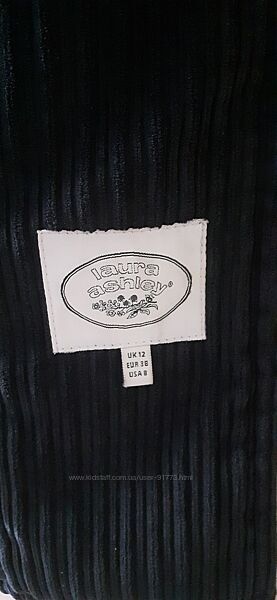 laura
ashley®
UK 12
EUR 38
USA 8
www.kidstaff.com.ua/user-91773.html